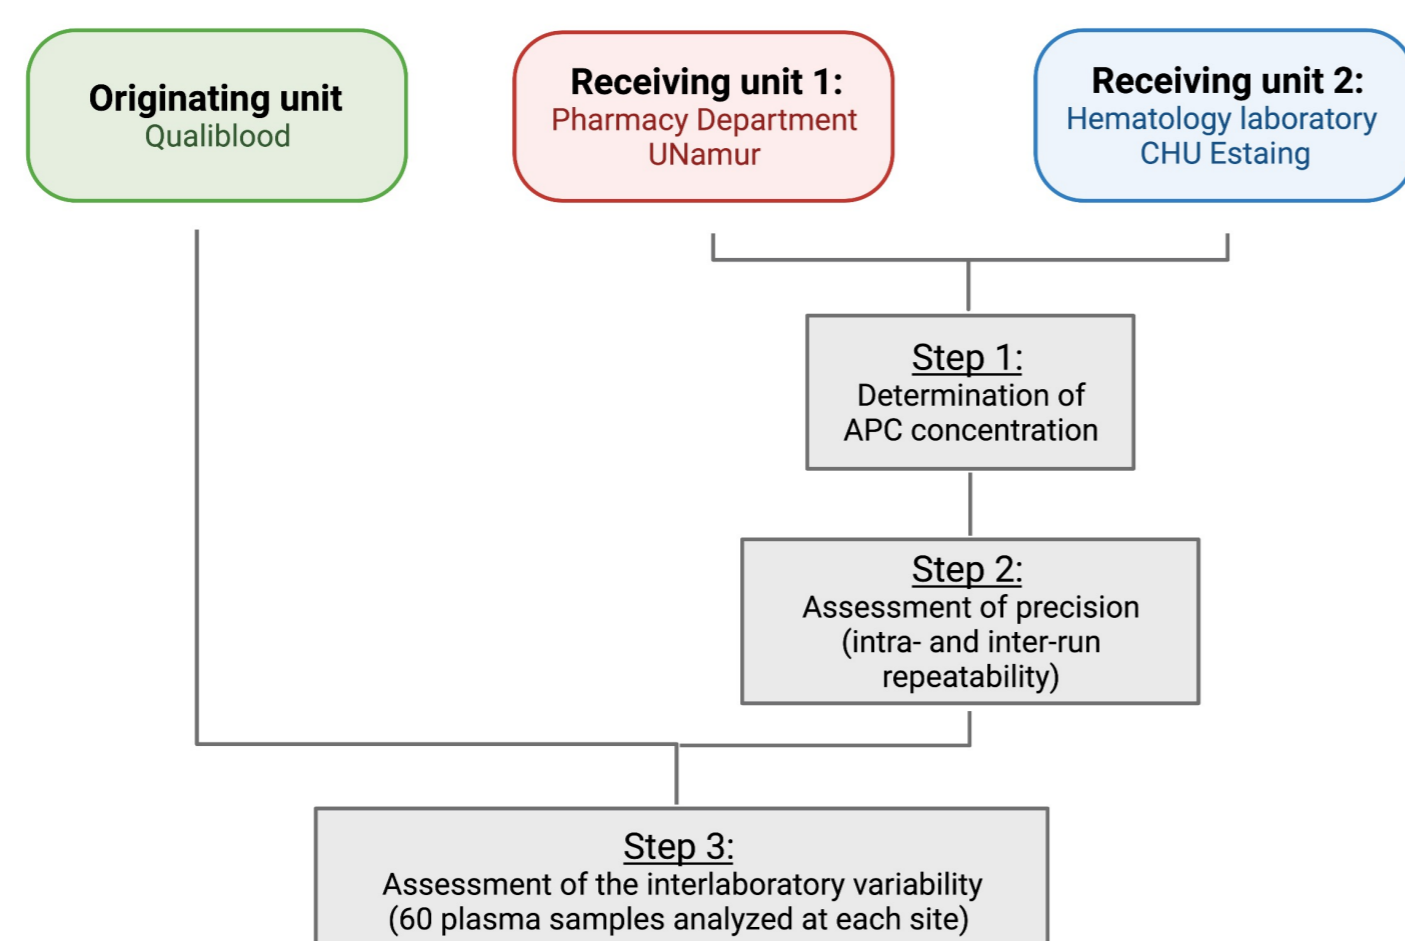 Originating unit
Qualiblood
Receiving unit 1:
Pharmacy Department
UNamur
Receiving unit 2:
Hematology laboratory
CHU Estaing
Step 1:
Determination of
APC concentration
Step 2:
Assessment of precision
(intra- and inter-run
repeatability)
Step 3:
Assessment of the interlaboratory variability
(60 plasma samples analyzed at each site)